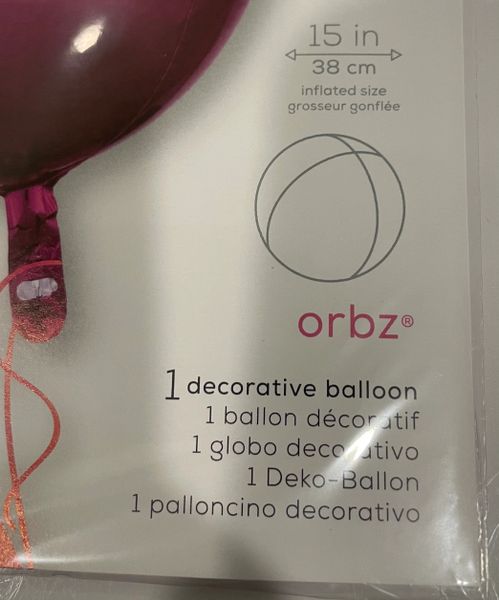 15 in
38 cm
inflated size
grosseur gonflée
orbz®
1 decorative balloon
1 ballon décoratif
1 globo decorativo
1 Deko-Ballon
1 palloncino decorativo